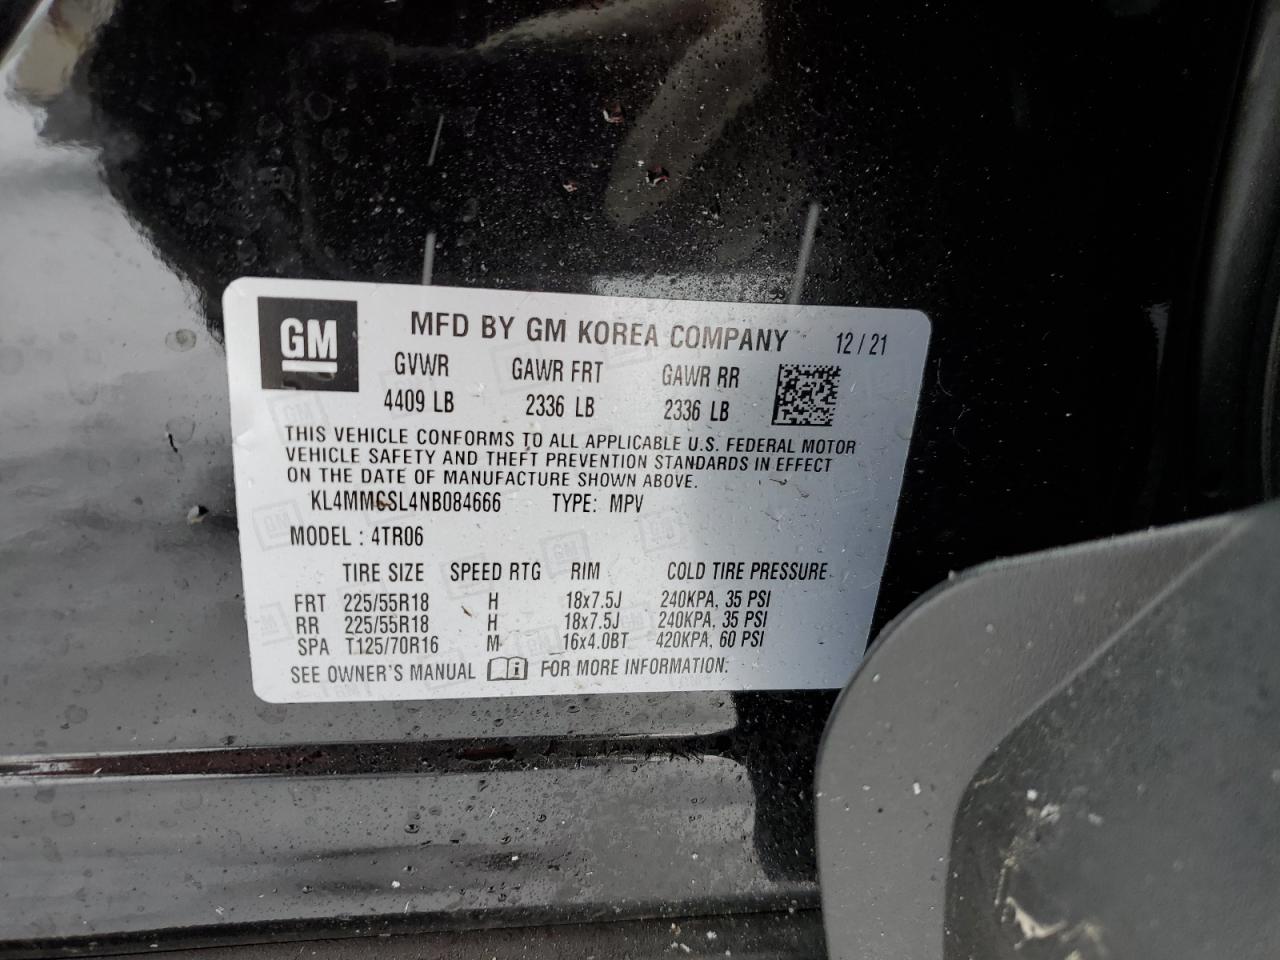 GM
MFD BY GM KOREA COMPANY 12/21
GVWR GAWR FRT GAWR RR
4409 LB 2336 LB 2336 LB
THIS VEHICLE CONFORMS TO ALL APPLICABLE U.S. FEDERAL MOTOR
VEHICLE SAFETY AND THEFT PREVENTION STANDARDS IN EFFECT
ON THE DATE OF MANUFACTURE SHOWN ABOVE.
KL4MMGSL4NB084666 TYPE: MPV
MODEL : 4TR06
TIRE SIZE SPEED RTG RIM COLD TIRE PRESSURE
FRT 225/55R18 H 18x7.5J 240KPA, 35 PSI
RR 225/55R18 H 18x7.5J 240KPA, 35 PSI
SPA T125/70R16 M 16x4.0BT 420KPA, 60 PSI
SEE OWNER'S MANUAL FOR MORE INFORMATION.